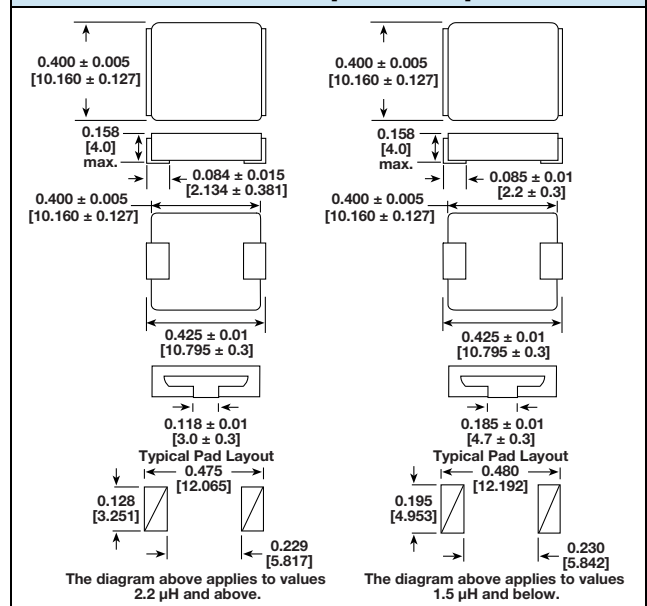 0.400 ± 0.005
[10.160 ± 0.127]
0.158
[4.0]
max.
0.084 ± 0.015
[2.134 ± 0.381]
0.400 ± 0.005
[10.160 ± 0.127]
0.425 ± 0.01
[10.795 ± 0.3]
0.118 ± 0.01
[3.0 ± 0.3]
Typical Pad Layout
0.475
[12.065]
0.128
[3.251]
0.229
[5.817]
The diagram above applies to values
2.2 µH and above.
0.400 ± 0.005
[10.160 ± 0.127]
0.158
[4.0]
max.
0.085 ± 0.01
[2.2 ± 0.3]
0.400 ± 0.005
[10.160 ± 0.127]
0.425 ± 0.01
[10.795 ± 0.3]
0.185 ± 0.01
[4.7 ± 0.3]
Typical Pad Layout
0.480
[12.192]
0.195
[4.953]
0.230
[5.842]
The diagram above applies to values
1.5 µH and below.